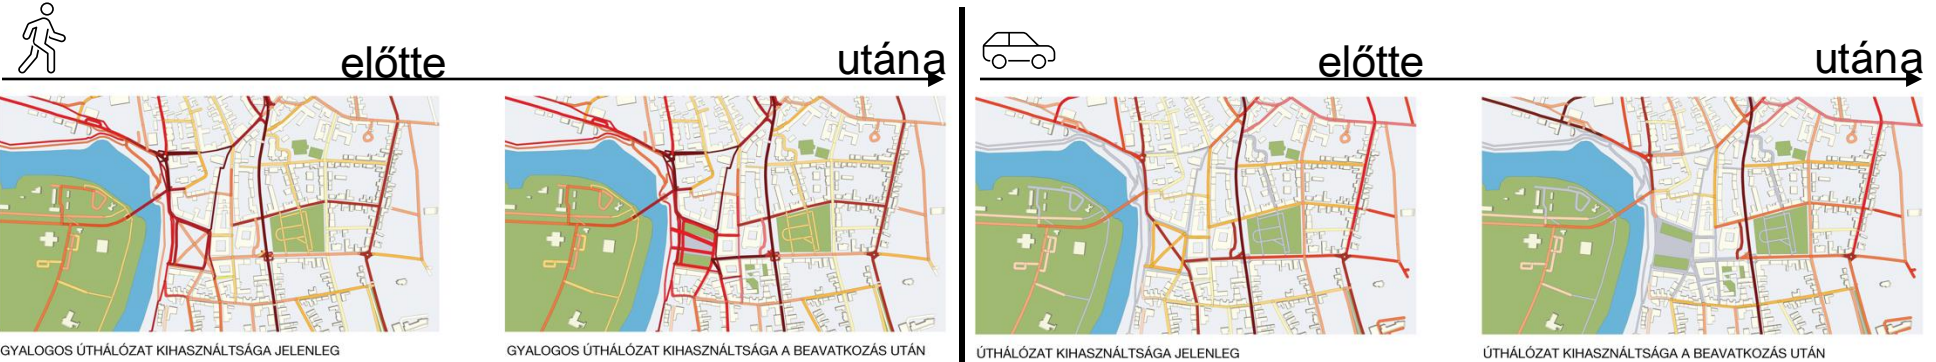 előtte
utána
előtte
utána
GYALOGOS ÚTHÁLÓZAT KIHASZNÁLTSÁGA JELENLEG
GYALOGOS ÚTHÁLÓZAT KIHASZNÁLTSÁGA A BEAVATKOZÁS UTÁN
ÚTHÁLÓZAT KIHASZNÁLTSÁGA JELENLEG
ÚTHÁLÓZAT KIHASZNÁLTSÁGA A BEAVATKOZÁS UTÁN